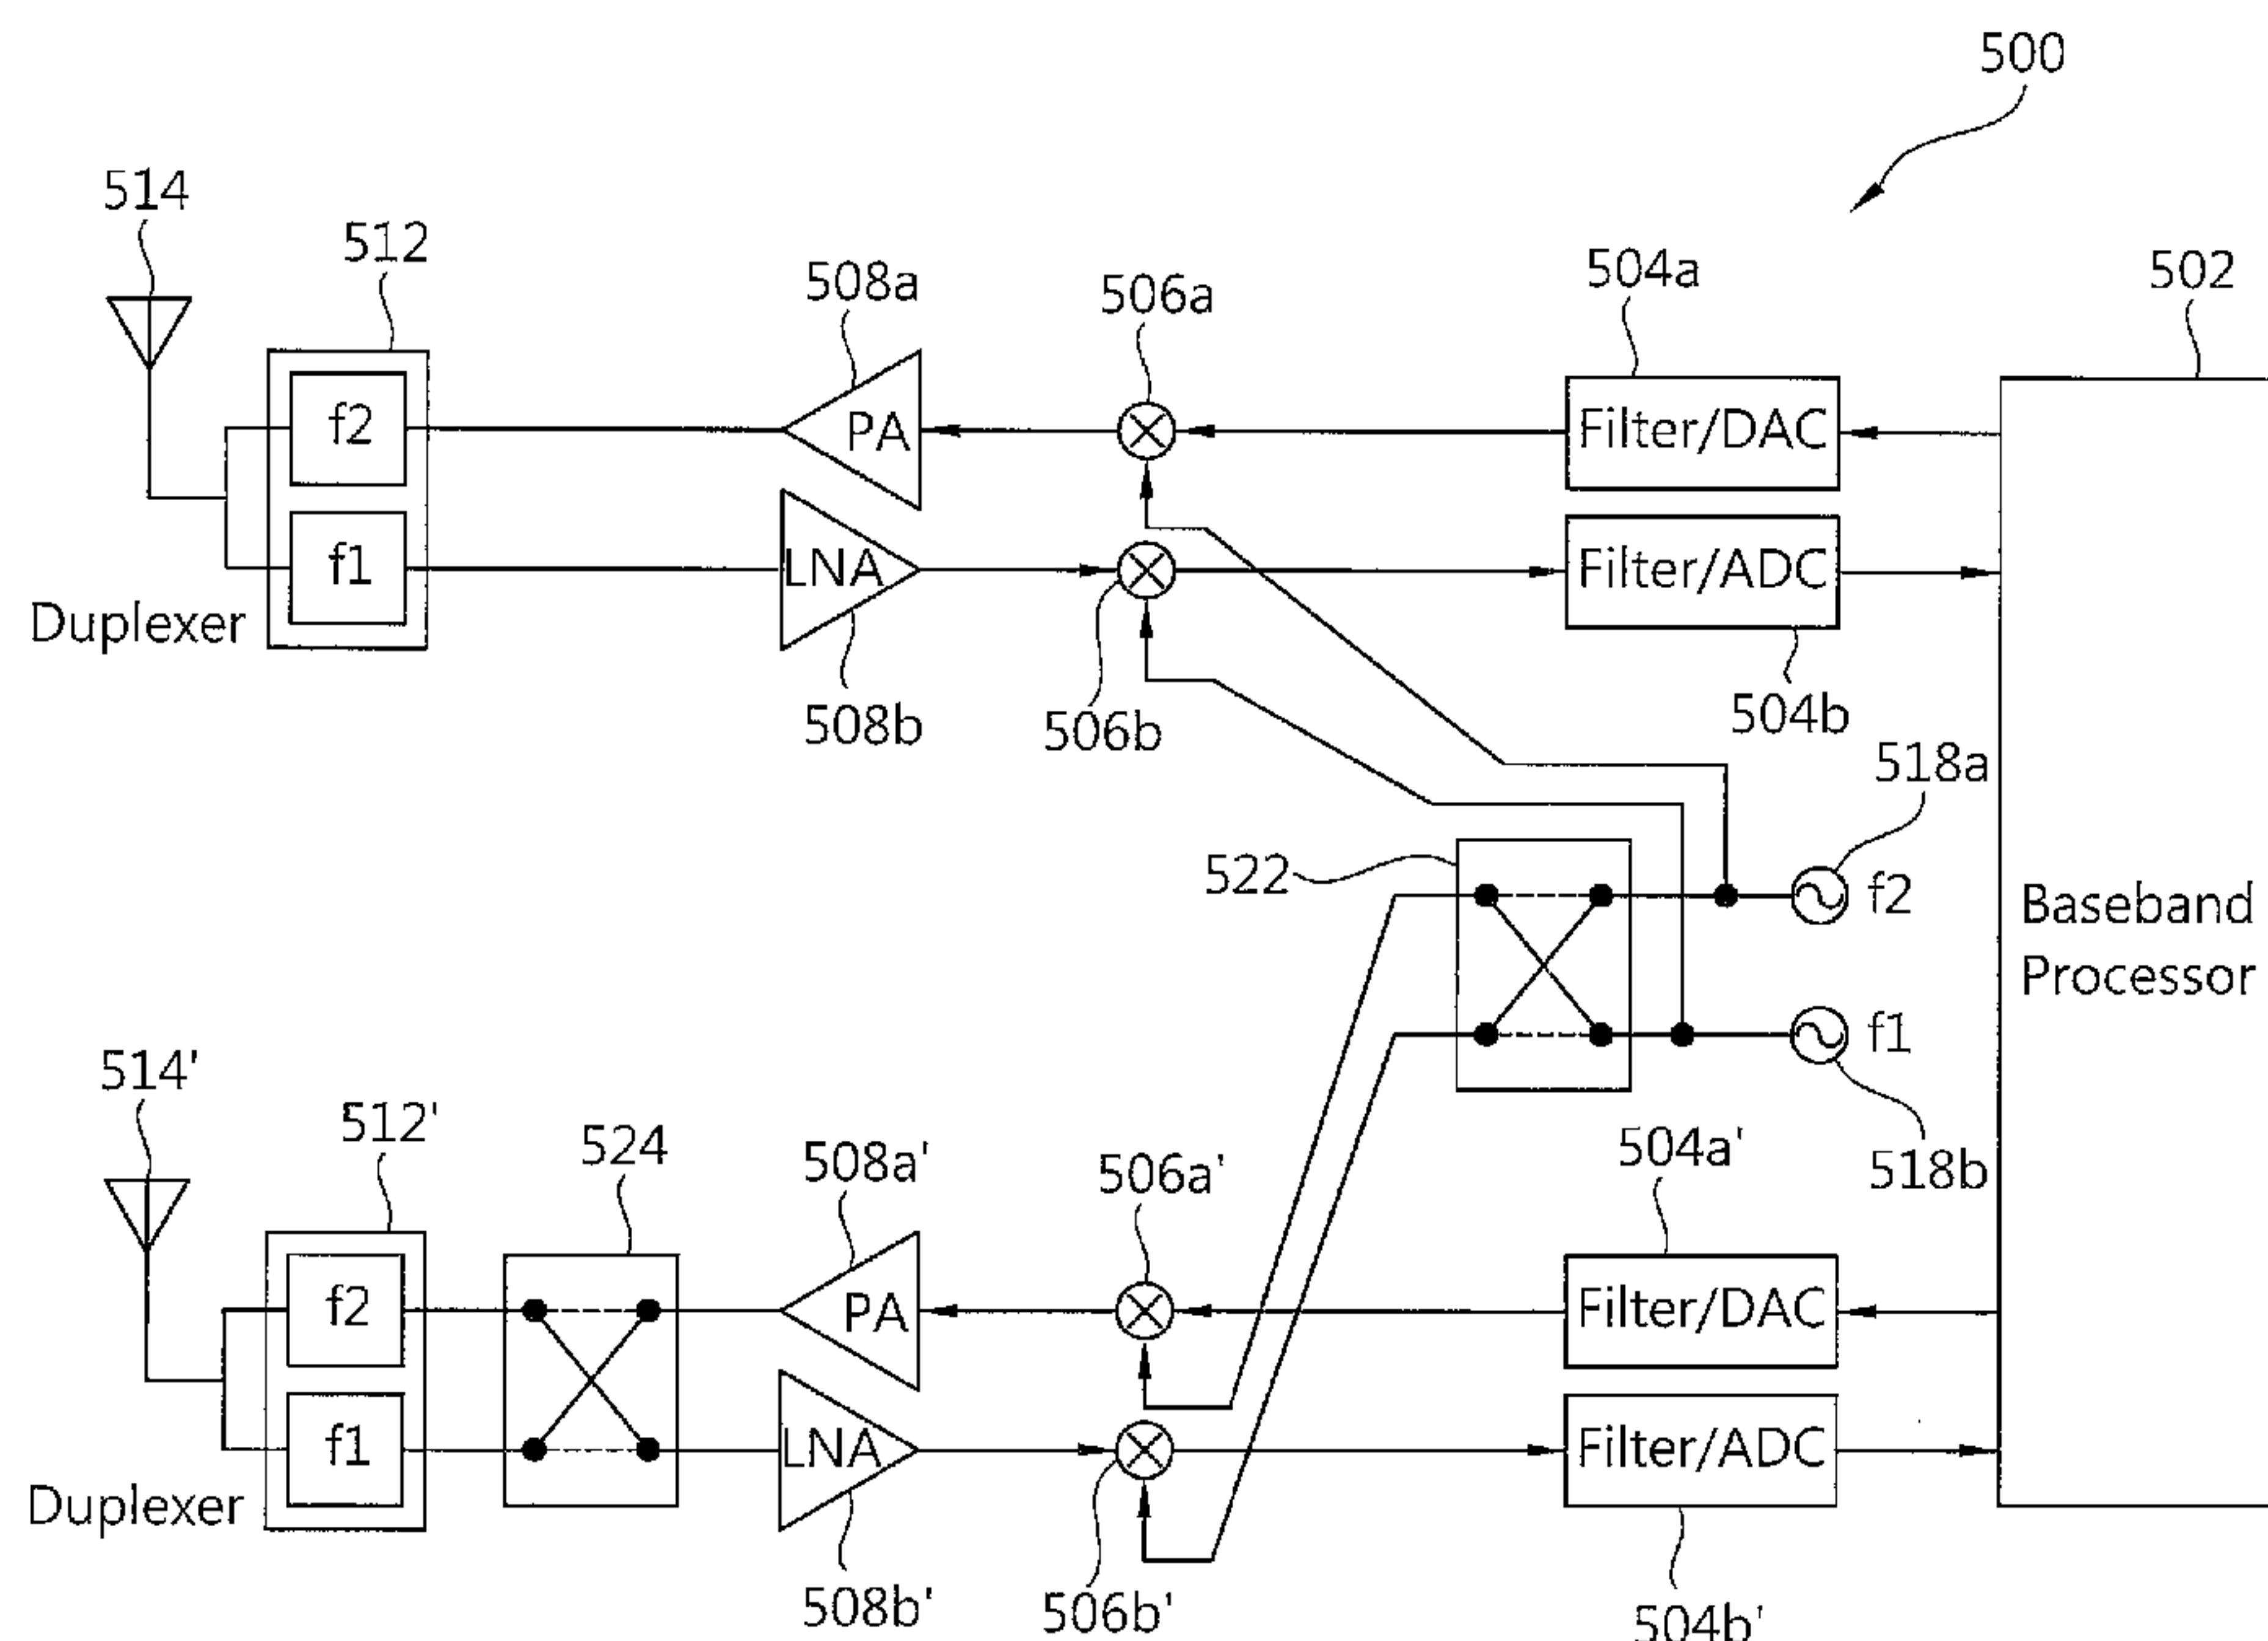 500
514
512
508a
506a
504a
502
f2
PA
Filter/DAC
f1
LNA
Filter/ADC
Duplexer
508b
506b
504b
518a
522
f2
Baseband
Processor
f1
514'
512'
524
508a'
506a'
504a'
518b
f2
PA
Filter/DAC
f1
LNA
Filter/ADC
Duplexer
508b'
506b'
504b'